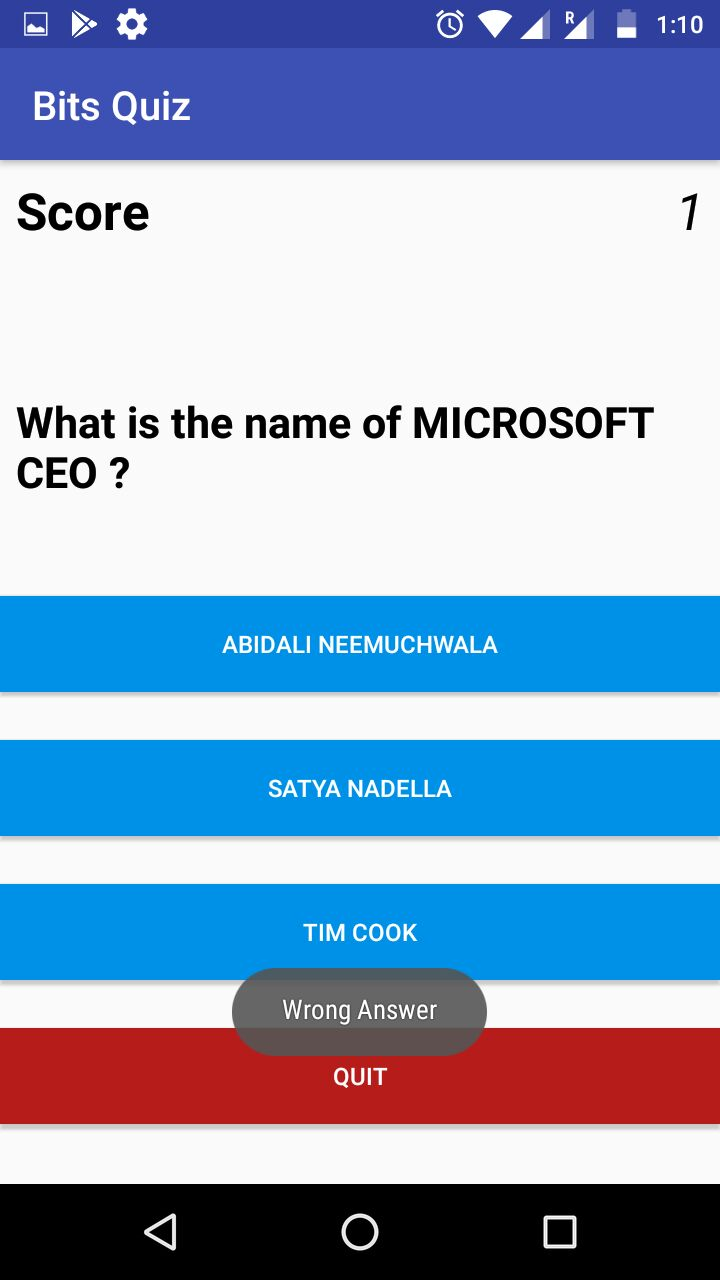 R
1:10
Bits Quiz
Score 1
What is the name of MICROSOFT
CEO ?
ABIDALI NEEMUCHWALA
SATYA NADELLA
TIM COOK
Wrong Answer
QUIT